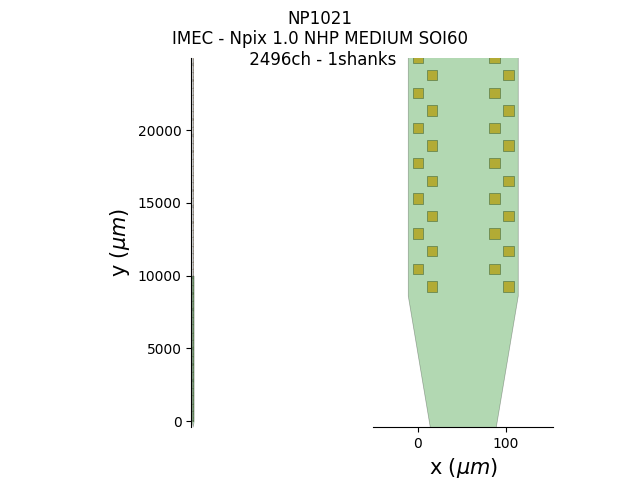 NP1021
IMEC - Npix 1.0 NHP MEDIUM SOI60
2496ch - 1shanks
20000
15000
10000
5000
0
y (μm)
0 100
x (μm)